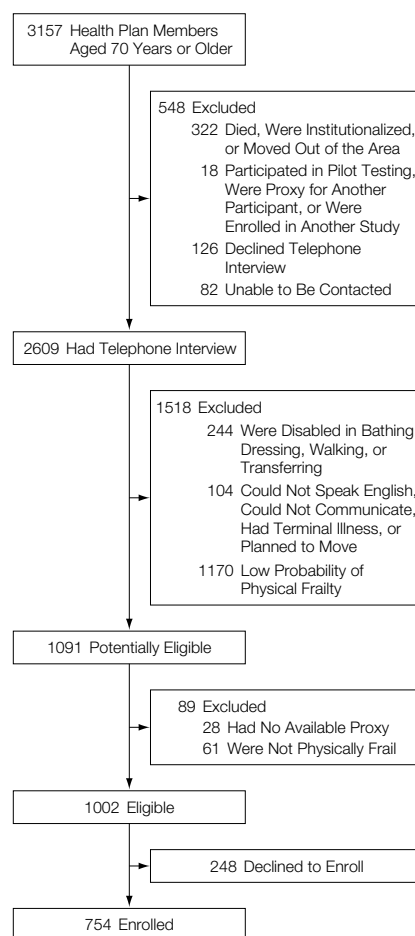 3157 Health Plan Members
Aged 70 Years or Older
548 Excluded
322 Died, Were Institutionalized,
or Moved Out of the Area
18 Participated in Pilot Testing,
Were Proxy for Another
Participant, or Were
Enrolled in Another Study
126 Declined Telephone
Interview
82 Unable to Be Contacted
2609 Had Telephone Interview
1518 Excluded
244 Were Disabled in Bathing
Dressing, Walking, or
Transferring
104 Could Not Speak English,
Could Not Communicate,
Had Terminal Illness, or
Planned to Move
1170 Low Probability of
Physical Frailty
1091 Potentially Eligible
89 Excluded
28 Had No Available Proxy
61 Were Not Physically Frail
1002 Eligible
248 Declined to Enroll
754 Enrolled